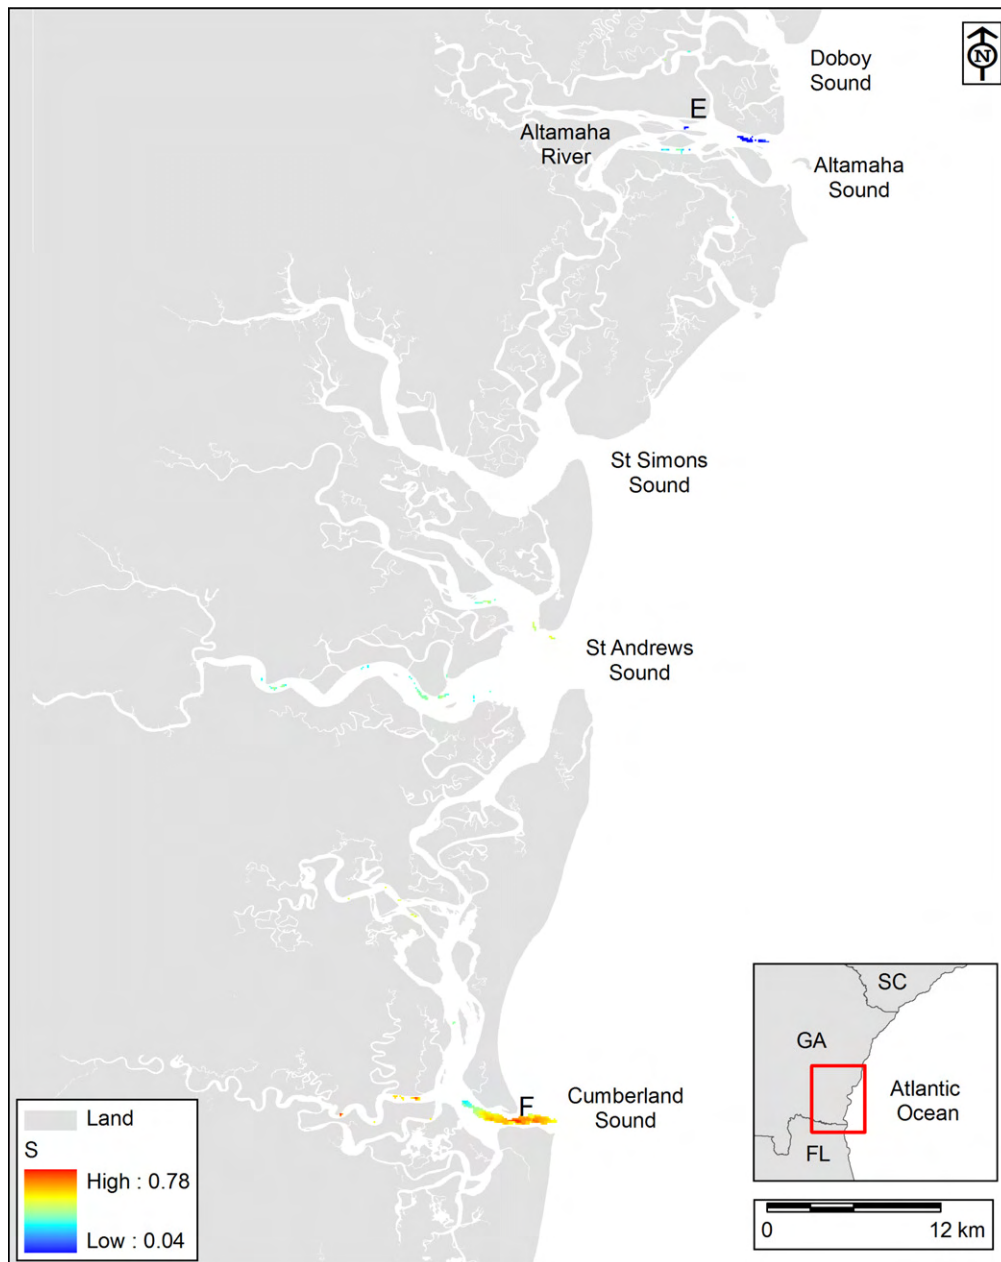 Doboy
Sound
N
E
Altamaha
River
Altamaha
Sound
St Simons
Sound
St Andrews
Sound
Cumberland
Sound
F
Land
S
High : 0.78
Low : 0.04
SC
GA
Atlantic
Ocean
FL
0 12 km